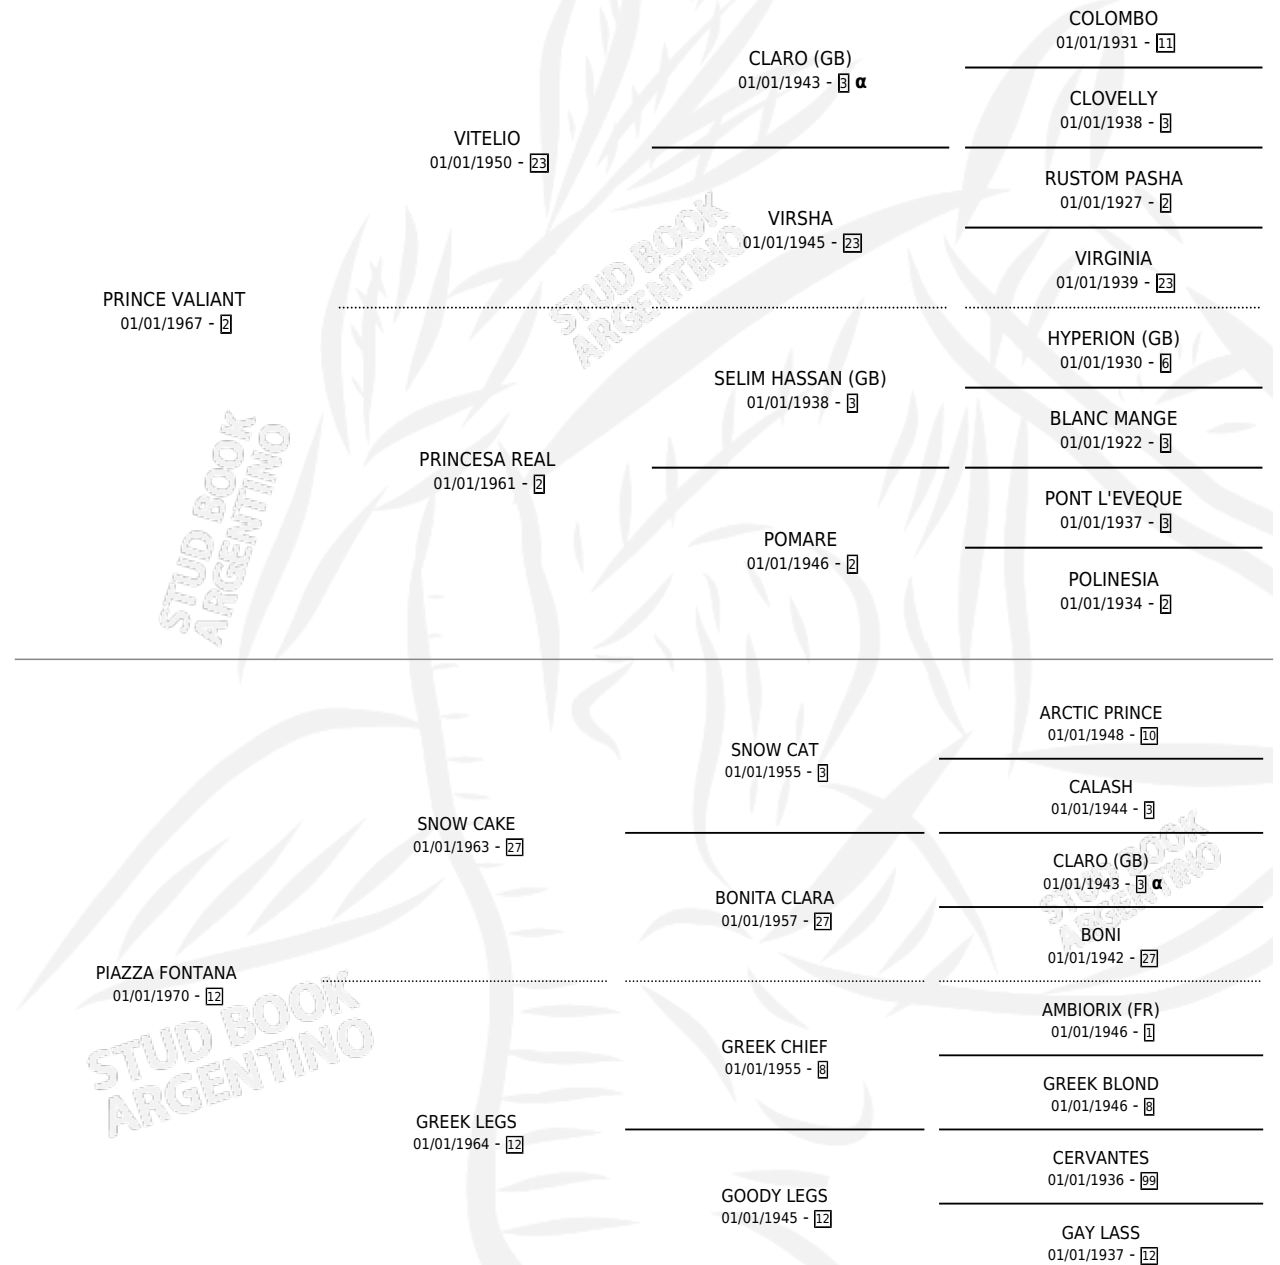 COLOMBO
01/01/1931 - 11
CLARO (GB)
01/01/1943 - 3 α
CLOVELLY
01/01/1938 - 3
VITELIO
01/01/1950 - 23
RUSTOM PASHA
01/01/1927 - 2
VIRSHA
01/01/1945 - 23
VIRGINIA
01/01/1939 - 23
PRINCE VALIANT
01/01/1967 - 2
HYPERION (GB)
01/01/1930 - 6
SELIM HASSAN (GB)
01/01/1938 - 3
BLANC MANGE
01/01/1922 - 3
PRINCESA REAL
01/01/1961 - 2
PONT L'EVEQUE
01/01/1937 - 3
POMARE
01/01/1946 - 2
POLINESIA
01/01/1934 - 2
STUD BOOK
ARGENTINO
STUD BOOK
ARGENTINO
ARCTIC PRINCE
01/01/1948 - 10
SNOW CAT
01/01/1955 - 3
CALASH
01/01/1944 - 3
SNOW CAKE
01/01/1963 - 27
CLARO (GB)
01/01/1943 - 3 α
BONITA CLARA
01/01/1957 - 27
BONI
01/01/1942 - 27
PIAZZA FONTANA
01/01/1970 - 12
AMBIORIX (FR)
01/01/1946 - 1
GREEK CHIEF
01/01/1955 - 8
GREEK BLOND
01/01/1946 - 8
GREEK LEGS
01/01/1964 - 12
CERVANTES
01/01/1936 - 99
GOODY LEGS
01/01/1945 - 12
GAY LASS
01/01/1937 - 12
STUD BOOK
ARGENTINO
STUD BOOK
ARGENTINO